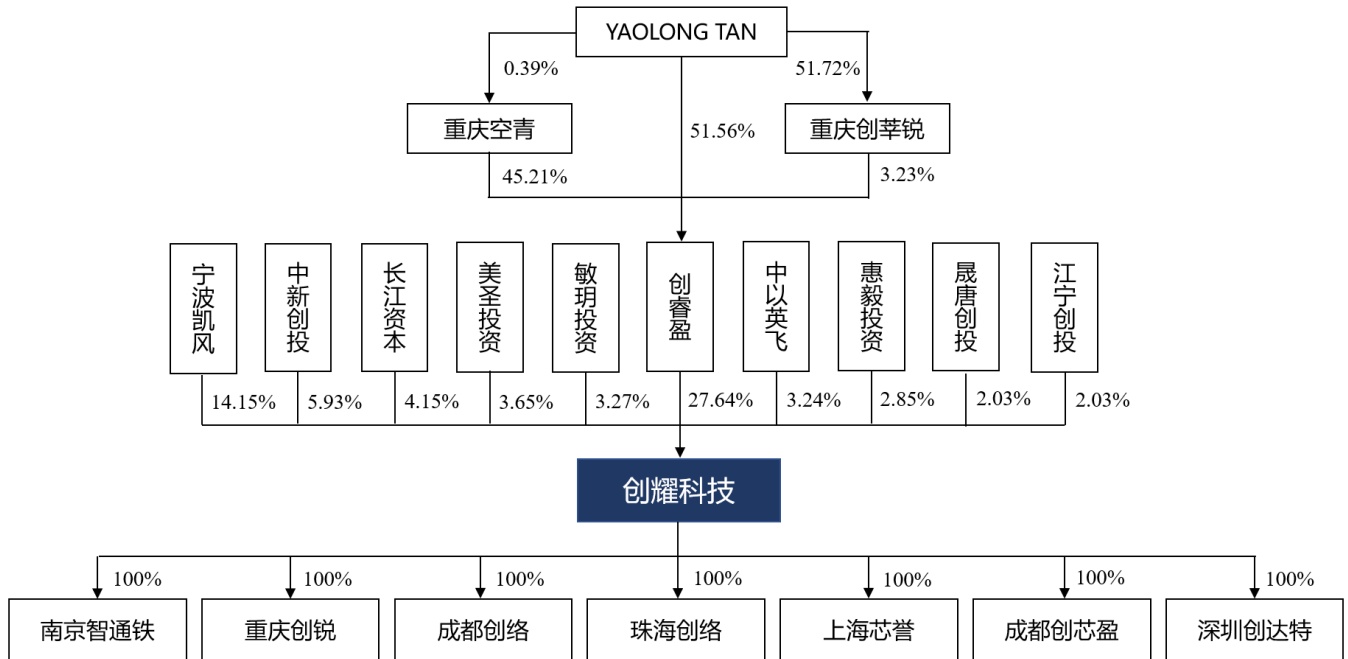 YAOLONG TAN
0.39%
51.72%
重庆空青
51.56%
重庆创莘锐
45.21%
3.23%
宁波凯风
中新创投
长江资本
美圣投资
敏玥投资
创睿盈
中以英飞
惠毅投资
晟唐创投
江宁创投
14.15%
5.93%
4.15%
3.65%
3.27%
27.64%
3.24%
2.85%
2.03%
2.03%
创耀科技
100%
100%
100%
100%
100%
100%
100%
南京智通铁
重庆创锐
成都创络
珠海创络
上海芯誉
成都创芯盈
深圳创达特